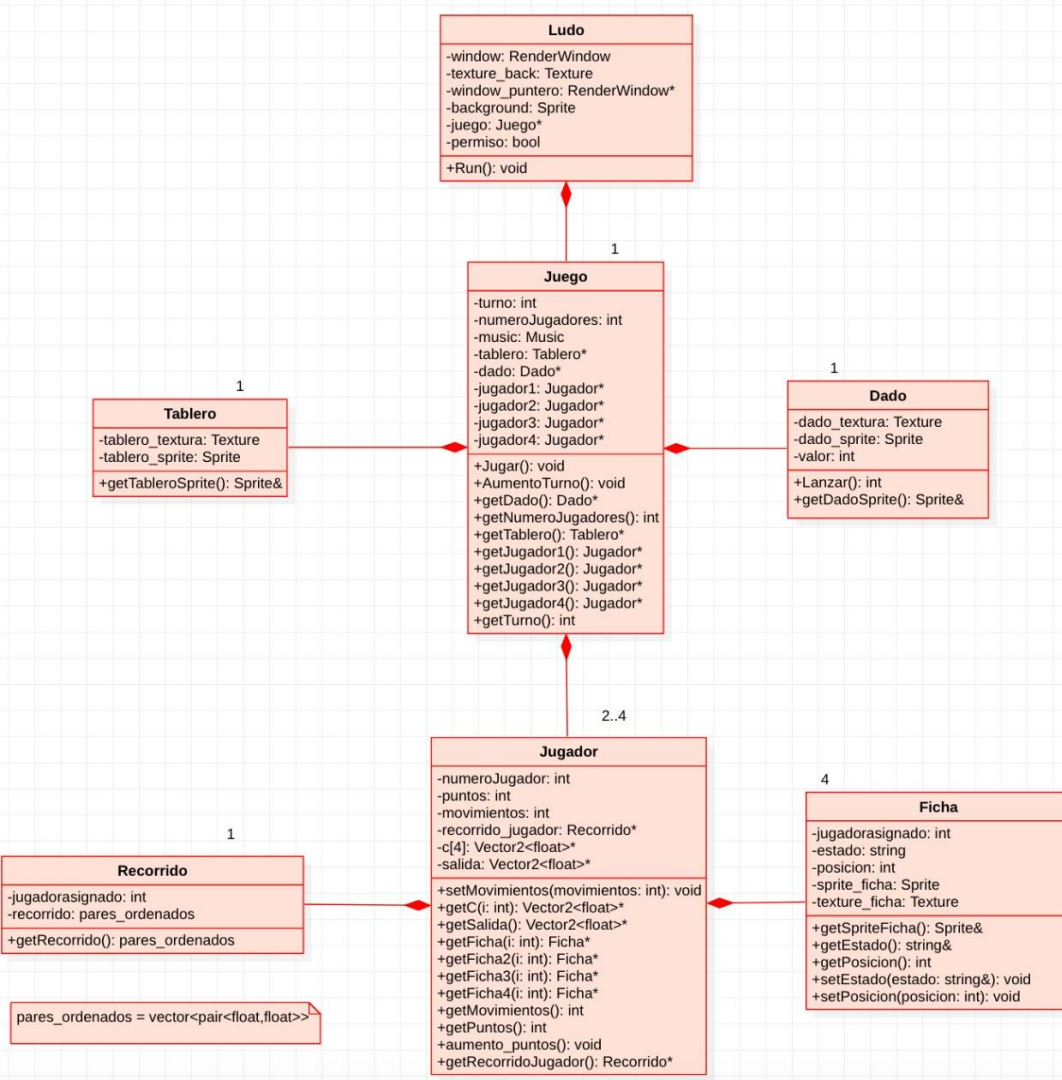 Ludo
-window: RenderWindow
-texture_back: Texture
-window_puntero: RenderWindow*
-background: Sprite
-juego: Juego*
-permiso: bool
+Run(): void
1
Juego
-turno: int
-numeroJugadores: int
-music: Music
-tablero: Tablero*
-dado: Dado*
-jugador1: Jugador*
-jugador2: Jugador*
-jugador3: Jugador*
-jugador4: Jugador*
+Jugar(): void
+AumentoTurno(): void
+getDado(): Dado*
+getNumeroJugadores(): int
+getTablero(): Tablero*
+getJugador1(): Jugador*
+getJugador2(): Jugador*
+getJugador3(): Jugador*
+getJugador4(): Jugador*
+getTurno(): int
1
Tablero
-tablero_textura: Texture
-tablero_sprite: Sprite
+getTableroSprite(): Sprite&
1
Dado
-dado_textura: Texture
-dado_sprite: Sprite
-valor: int
+Lanzar(): int
+getDadoSprite(): Sprite&
2..4
Jugador
-numeroJugador: int
-puntos: int
-movimientos: int
-recorrido_jugador: Recorrido*
-c[4]: Vector2<float>*
-salida: Vector2<float>*
+setMovimientos(movimientos: int): void
+getC(i: int): Vector2<float>*
+getSalida(): Vector2<float>*
+getFicha(i: int): Ficha*
+getFicha2(i: int): Ficha*
+getFicha3(i: int): Ficha*
+getFicha4(i: int): Ficha*
+getMovimientos(): int
+getPuntos(): int
+aumento_puntos(): void
+getRecorridoJugador(): Recorrido*
1
Recorrido
-jugadorasignado: int
-recorrido: pares_ordenados
+getRecorrido(): pares_ordenados
pares_ordenados = vector<pair<float,float>>
4
Ficha
-jugadorasignado: int
-estado: string
-posicion: int
-sprite_ficha: Sprite
-texture_ficha: Texture
+getSpriteFicha(): Sprite&
+getEstado(): string&
+getPosicion(): int
+setEstado(estado: string&): void
+setPosicion(posicion: int): void